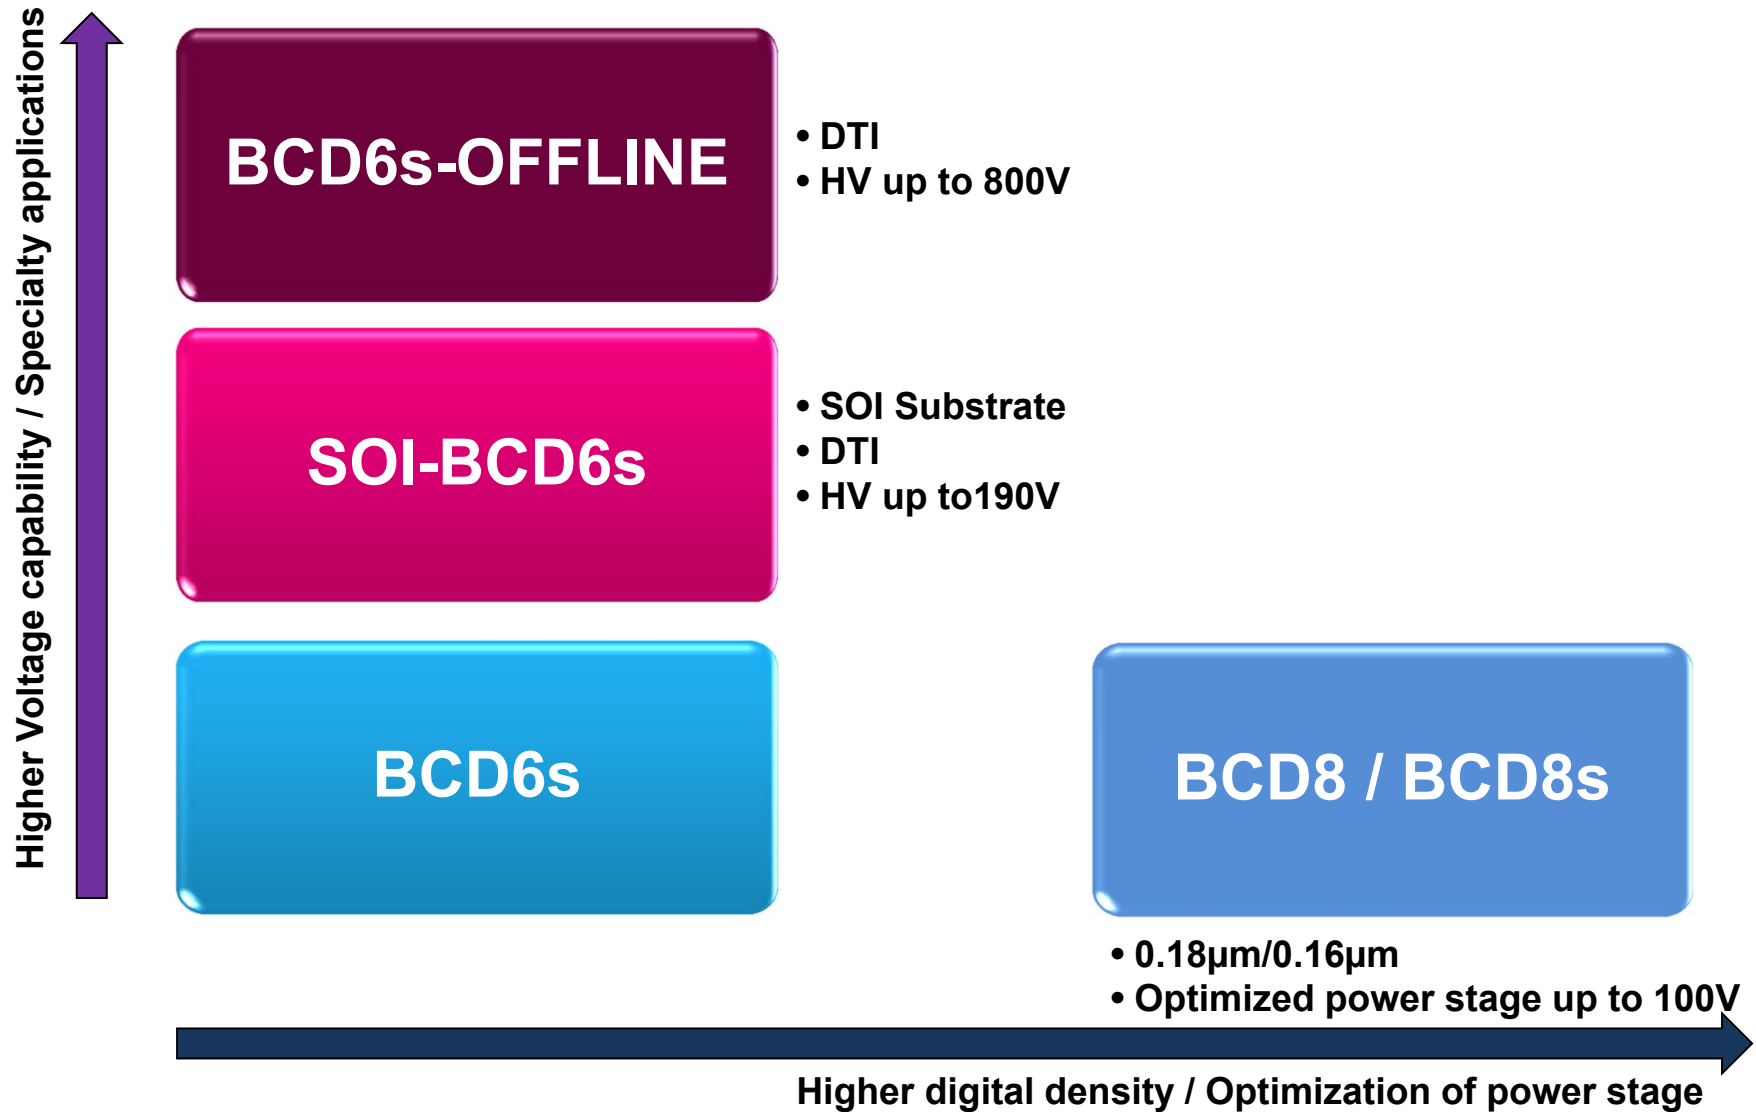 Higher Voltage capability / Specialty applications
BCD6s-OFFLINE
• DTI
• HV up to 800V
SOI-BCD6s
• SOI Substrate
• DTI
• HV up to190V
BCD6s
BCD8 / BCD8s
• 0.18µm/0.16µm
• Optimized power stage up to 100V
Higher digital density / Optimization of power stage